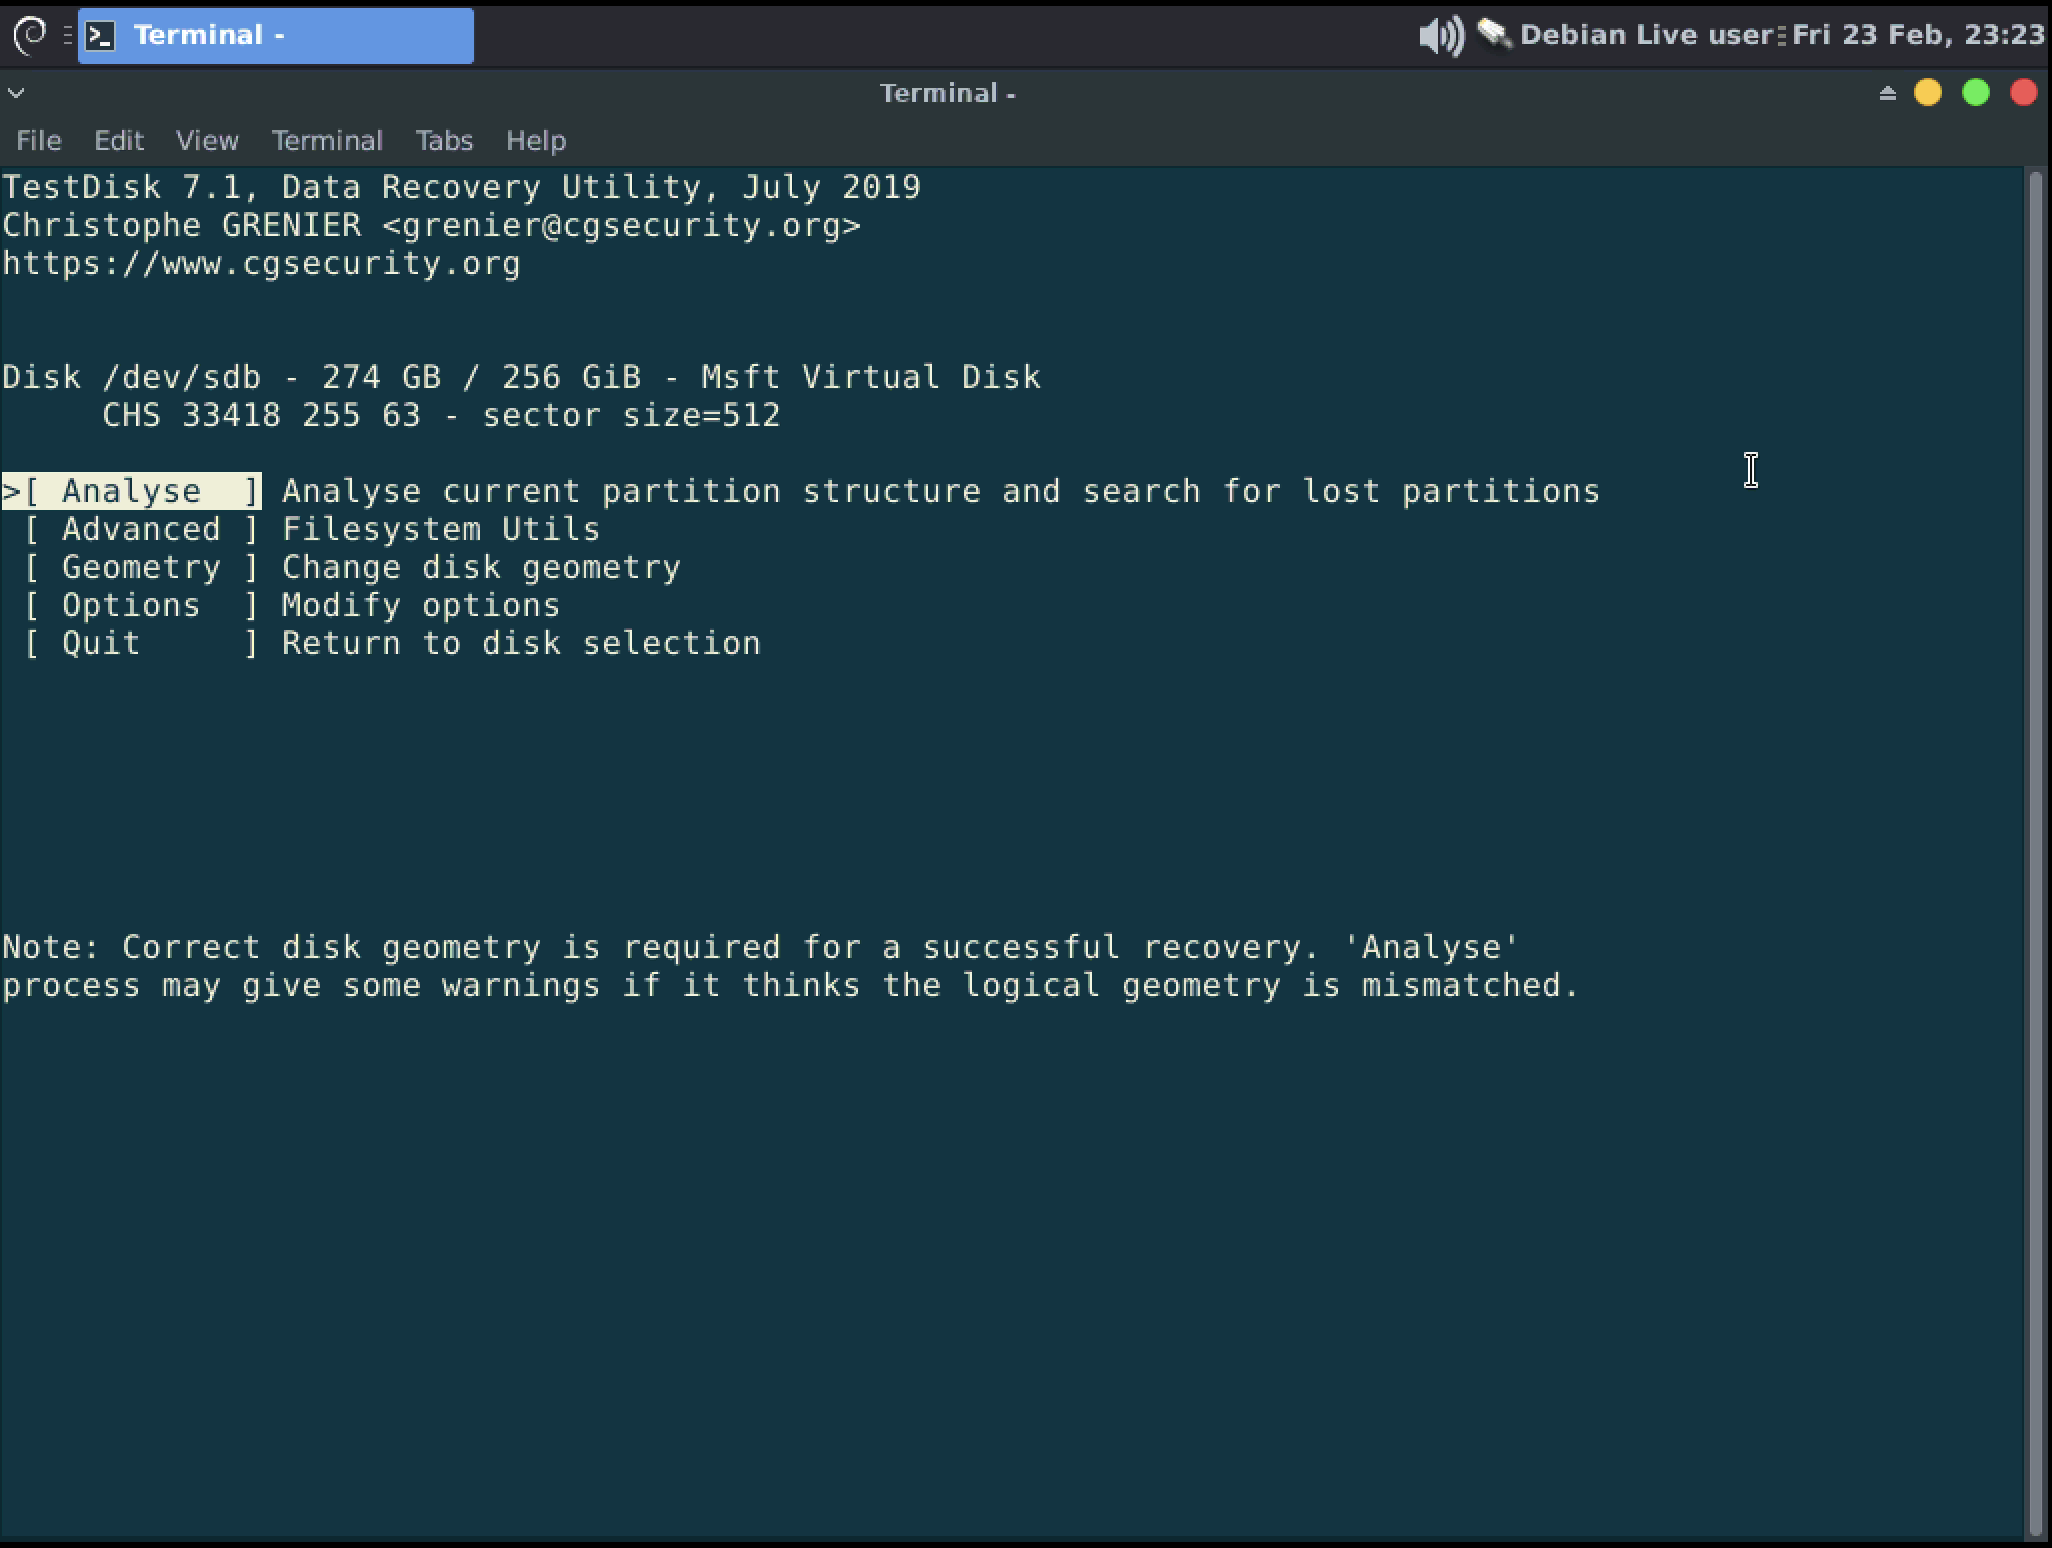 Terminal -
Debian Live user
Fri 23 Feb, 23:23
Terminal -
File Edit View Terminal Tabs Help
TestDisk 7.1, Data Recovery Utility, July 2019
Christophe GRENIER <grenier@cgsecurity.org>
https://www.cgsecurity.org
Disk /dev/sdb - 274 GB / 256 GiB - Msft Virtual Disk
CHS 33418 255 63 - sector size=512
>[ Analyse  ] Analyse current partition structure and search for lost partitions
[ Advanced ] Filesystem Utils
[ Geometry ] Change disk geometry
[ Options  ] Modify options
[ Quit     ] Return to disk selection
Note: Correct disk geometry is required for a successful recovery. 'Analyse'
process may give some warnings if it thinks the logical geometry is mismatched.